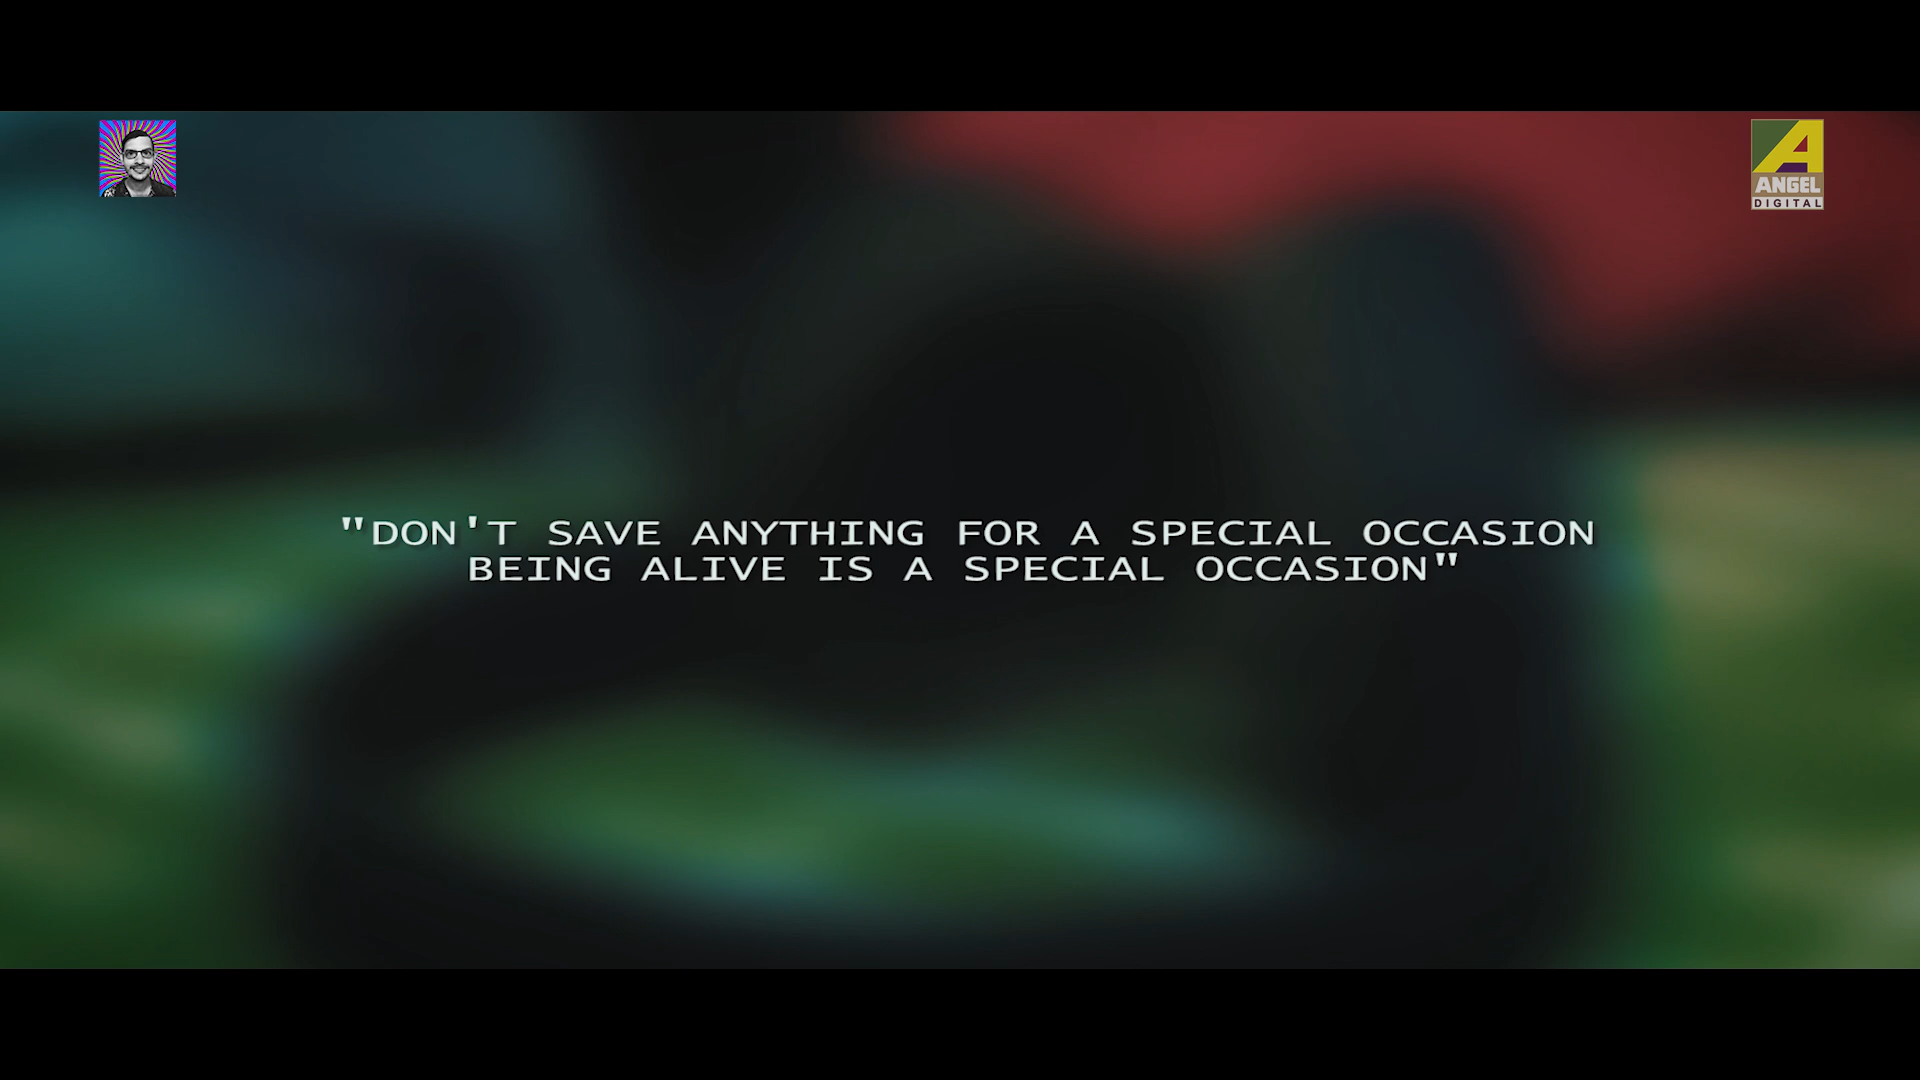 ANGEL
DIGITAL
"DON'T SAVE ANYTHING FOR A SPECIAL OCCASION
BEING ALIVE IS A SPECIAL OCCASION"